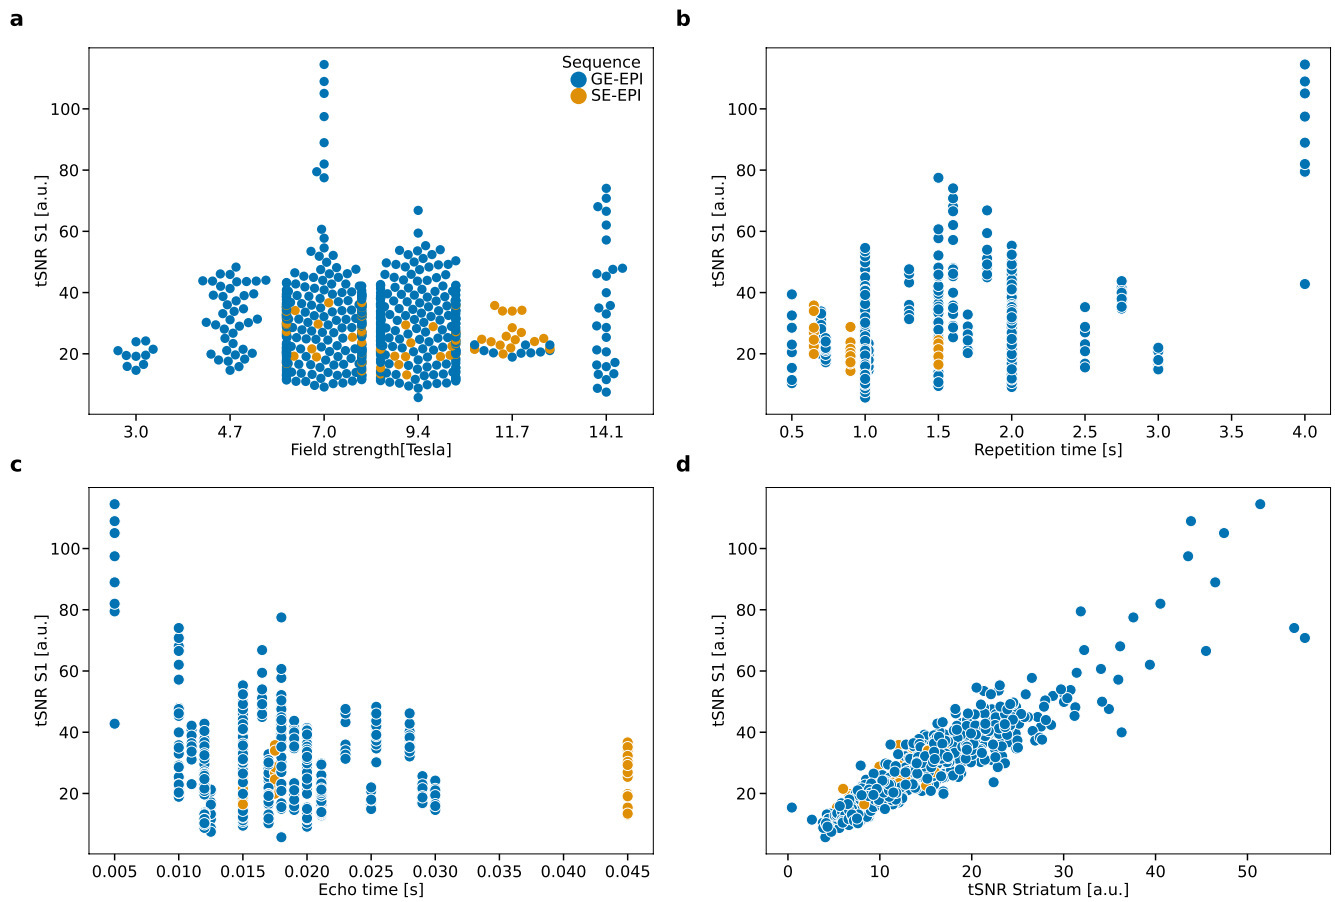 a
tSNR S1 [a.u.]
100
80
60
40
20
Sequence
GE-EPI
SE-EPI
3.0 4.7 7.0 9.4 11.7 14.1
Field strength[Tesla]
b
tSNR S1 [a.u.]
100
80
60
40
20
0.5 1.0 1.5 2.0 2.5 3.0 3.5 4.0
Repetition time [s]
c
tSNR S1 [a.u.]
100
80
60
40
20
0.005 0.010 0.015 0.020 0.025 0.030 0.035 0.040 0.045
Echo time [s]
d
tSNR S1 [a.u.]
100
80
60
40
20
0 10 20 30 40 50
tSNR Striatum [a.u.]